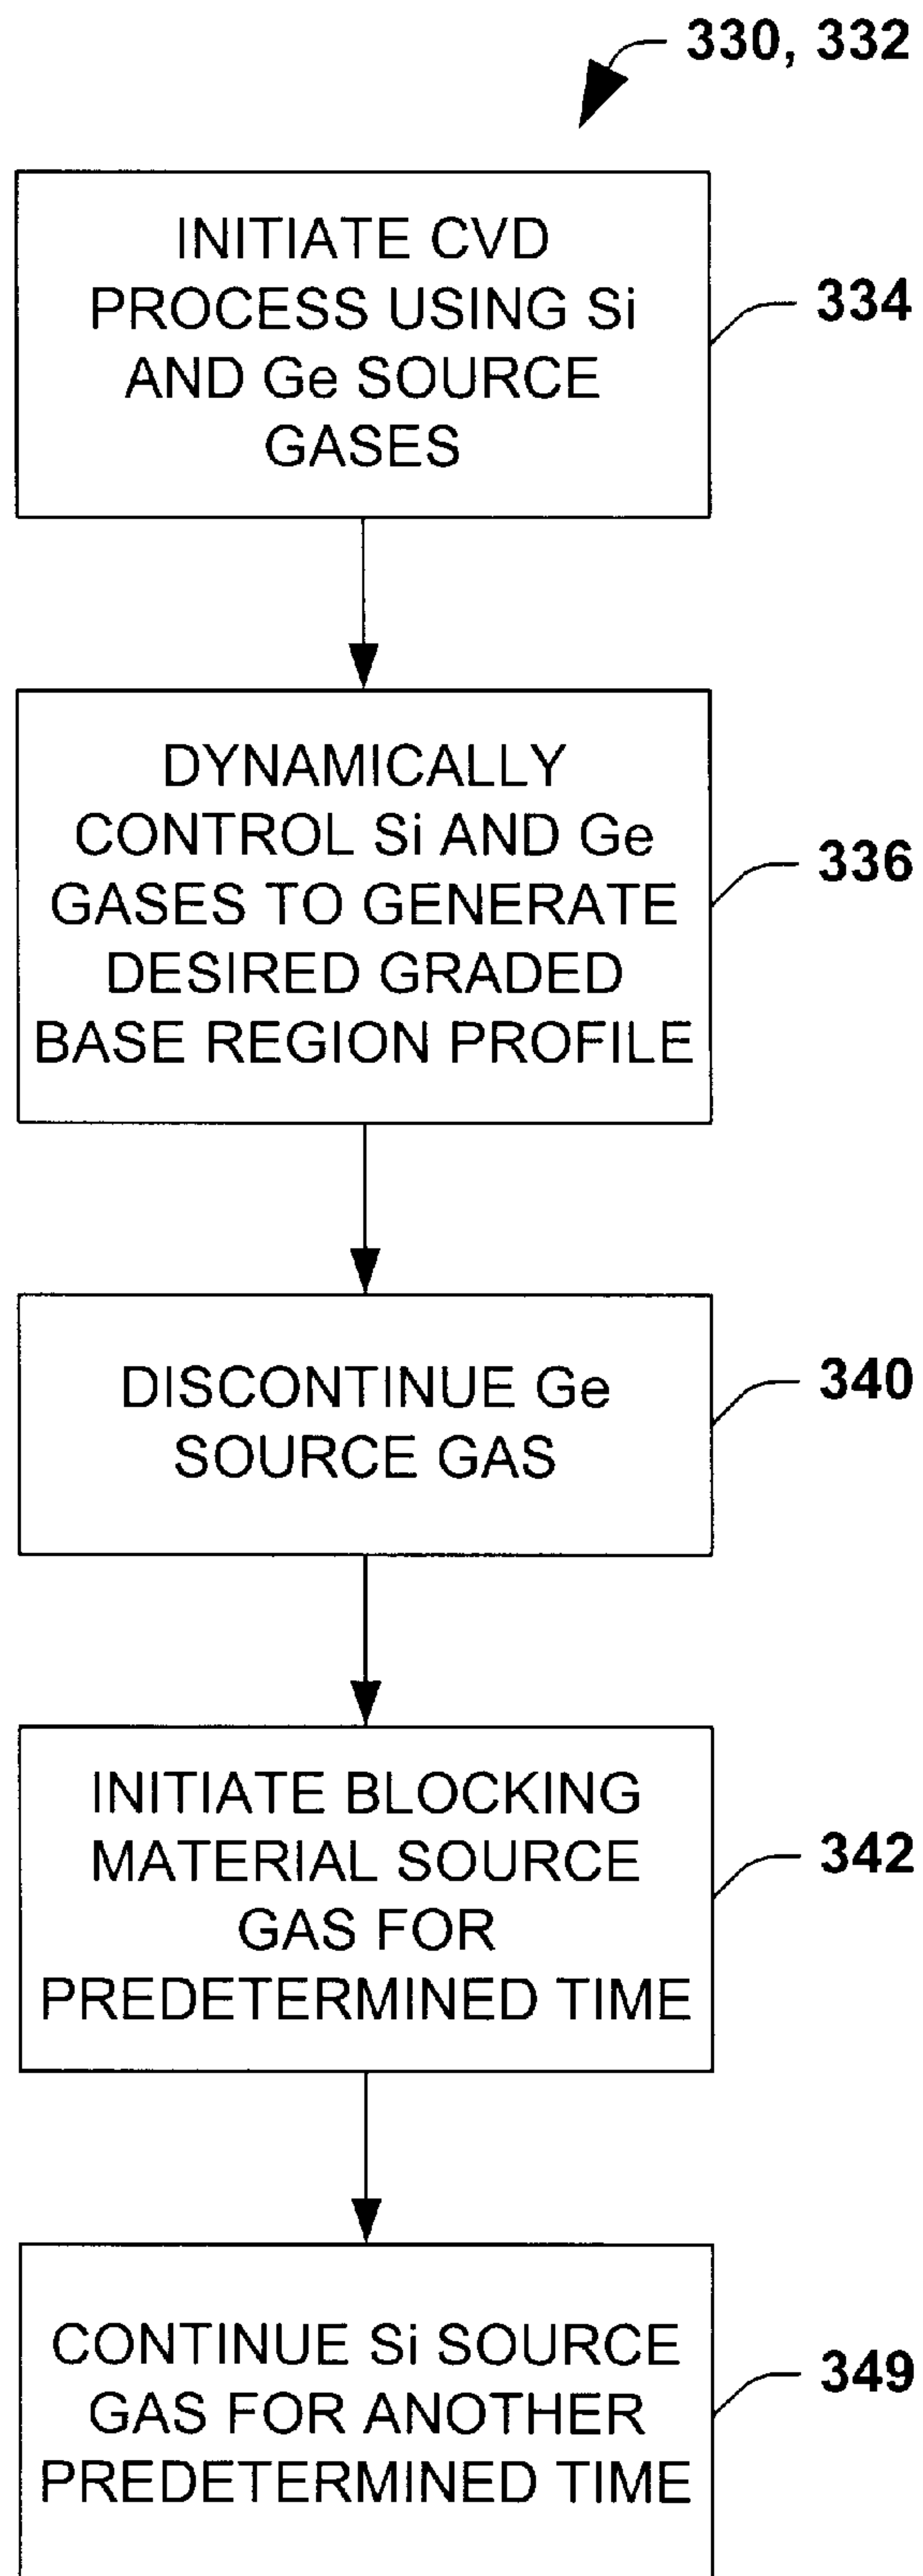 330, 332
INITIATE CVD
PROCESS USING Si
AND Ge SOURCE
GASES
334
DYNAMICALLY
CONTROL Si AND Ge
GASES TO GENERATE
DESIRED GRADED
BASE REGION PROFILE
336
DISCONTINUE Ge
SOURCE GAS
340
INITIATE BLOCKING
MATERIAL SOURCE
GAS FOR
PREDETERMINED TIME
342
CONTINUE Si SOURCE
GAS FOR ANOTHER
PREDETERMINED TIME
349